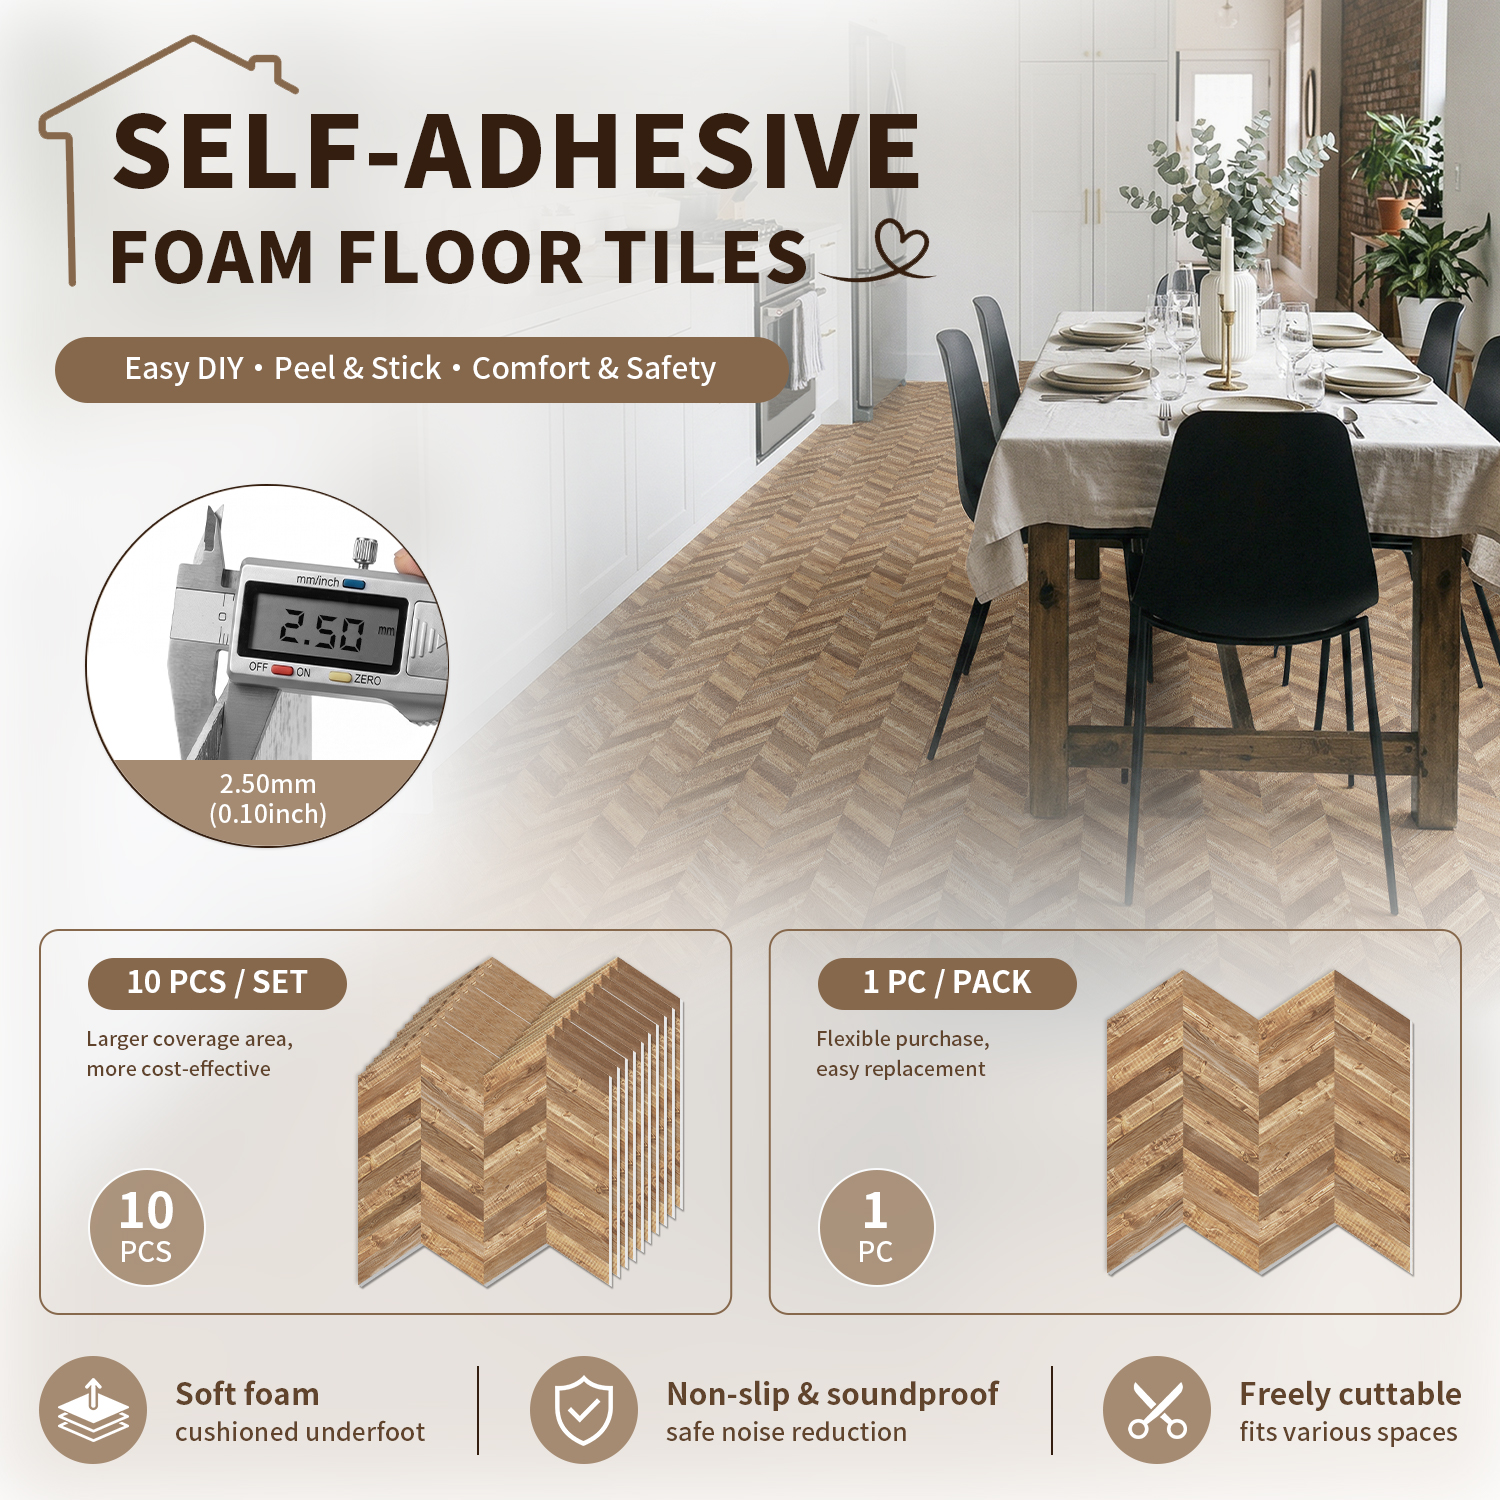 SELF-ADHESIVE
FOAM FLOOR TILES
Easy DIY • Peel & Stick • Comfort & Safety
mm/inch
0
2.50 mm
OFF ON ZERO
2.50mm
(0.10inch)
10 PCS / SET
Larger coverage area,
more cost-effective
10
PCS
1 PC / PACK
Flexible purchase,
easy replacement
1
PC
Soft foam
cushioned underfoot
Non-slip & soundproof
safe noise reduction
Freely cuttable
fits various spaces